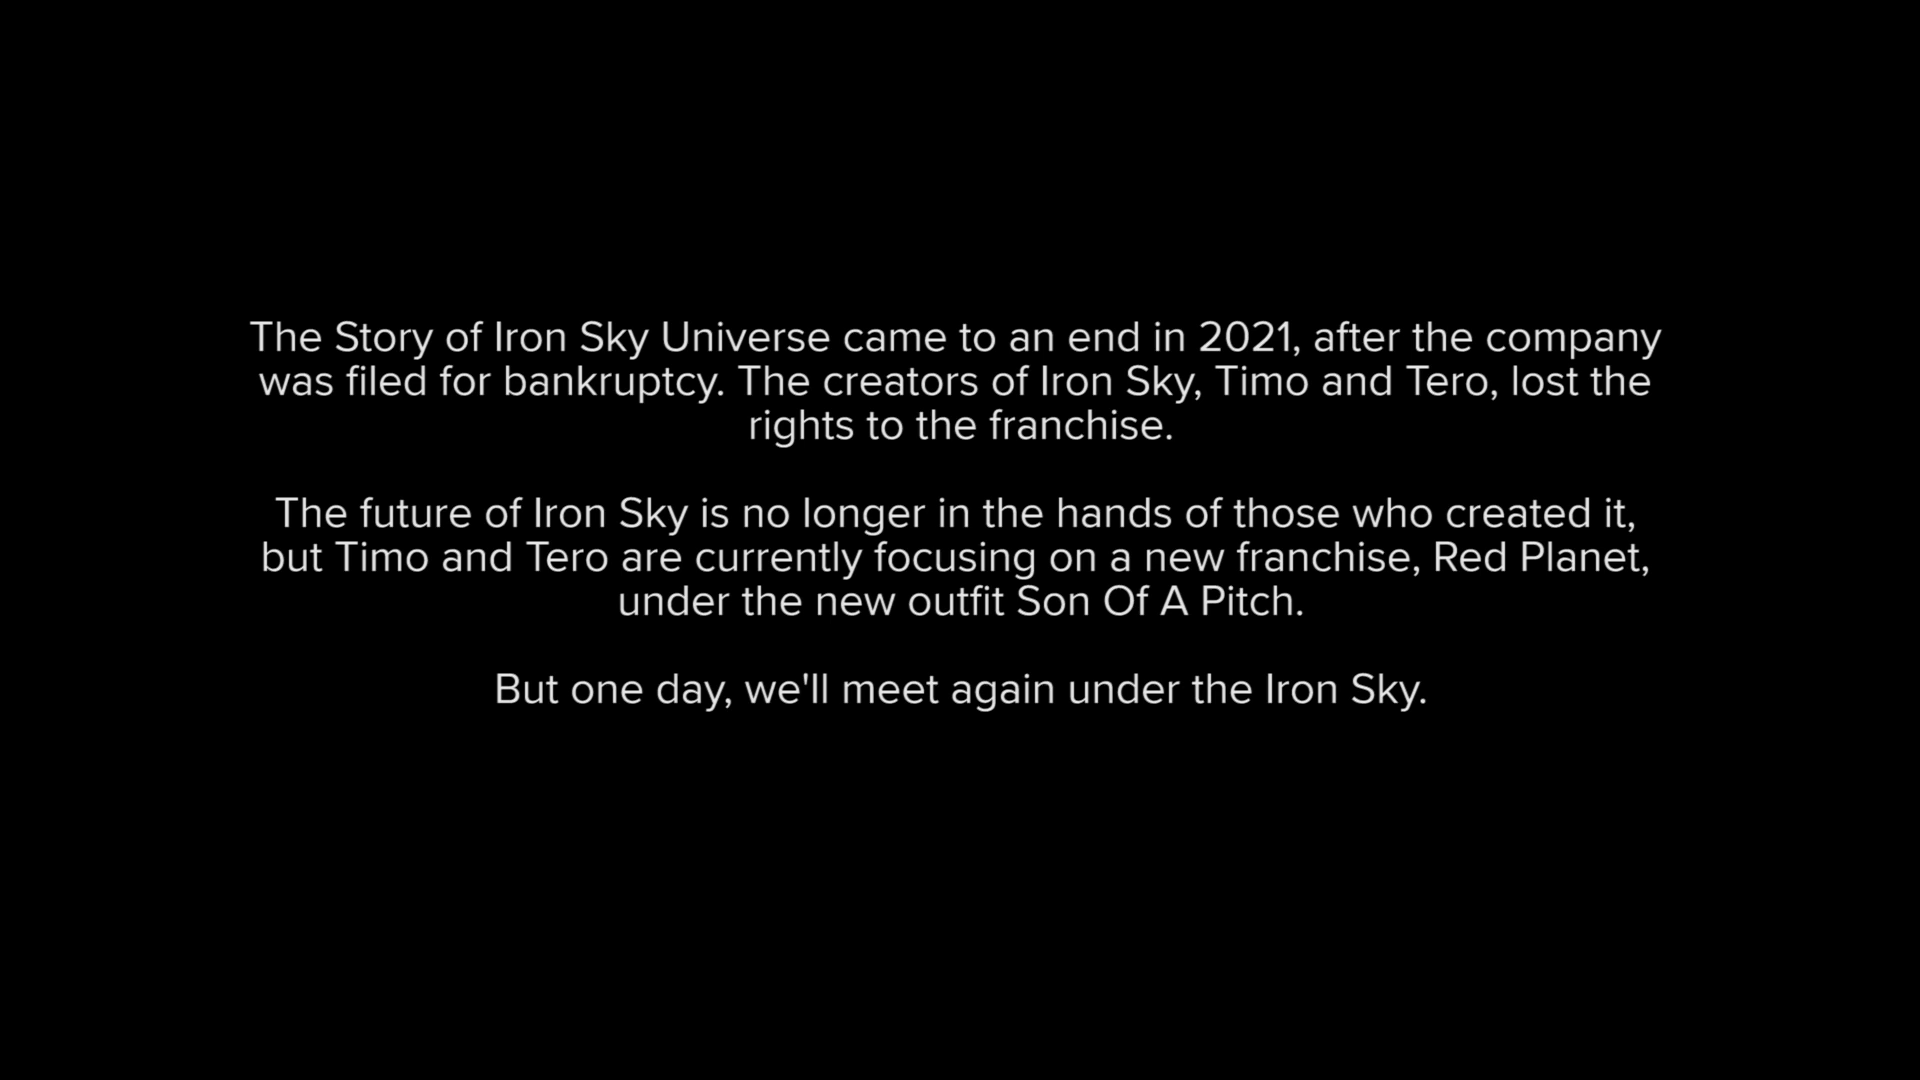 The Story of Iron Sky Universe came to an end in 2021, after the company
was filed for bankruptcy. The creators of Iron Sky, Timo and Tero, lost the
rights to the franchise.
The future of Iron Sky is no longer in the hands of those who created it,
but Timo and Tero are currently focusing on a new franchise, Red Planet,
under the new outfit Son Of A Pitch.
But one day, we'll meet again under the Iron Sky.